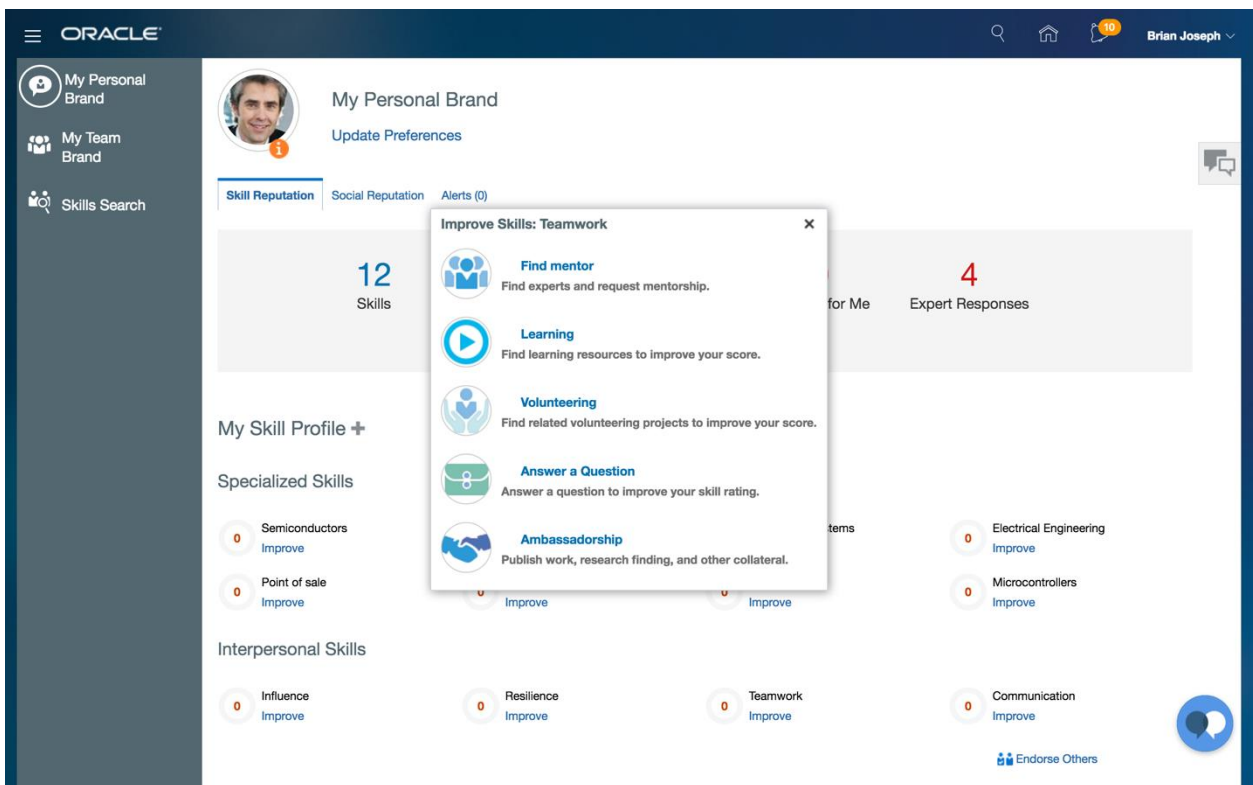 ORACLE
10
Brian Joseph
My Personal
Brand
My Team
Brand
Skills Search
My Personal Brand
Update Preferences
Skill Reputation
Social Reputation
Alerts (0)
12
Skills
for Me
4
Expert Responses
Improve Skills: Teamwork
Find mentor
Find experts and request mentorship.
Learning
Find learning resources to improve your score.
Volunteering
Find related volunteering projects to improve your score.
Answer a Question
Answer a question to improve your skill rating.
Ambassadorship
Publish work, research finding, and other collateral.
My Skill Profile
Specialized Skills
0
Semiconductors
Improve
0
Electrical Engineering
Improve
0
Point of sale
Improve
Improve
Improve
0
Microcontrollers
Improve
Interpersonal Skills
0
Influence
Improve
0
Resilience
Improve
0
Teamwork
Improve
0
Communication
Improve
Endorse Others